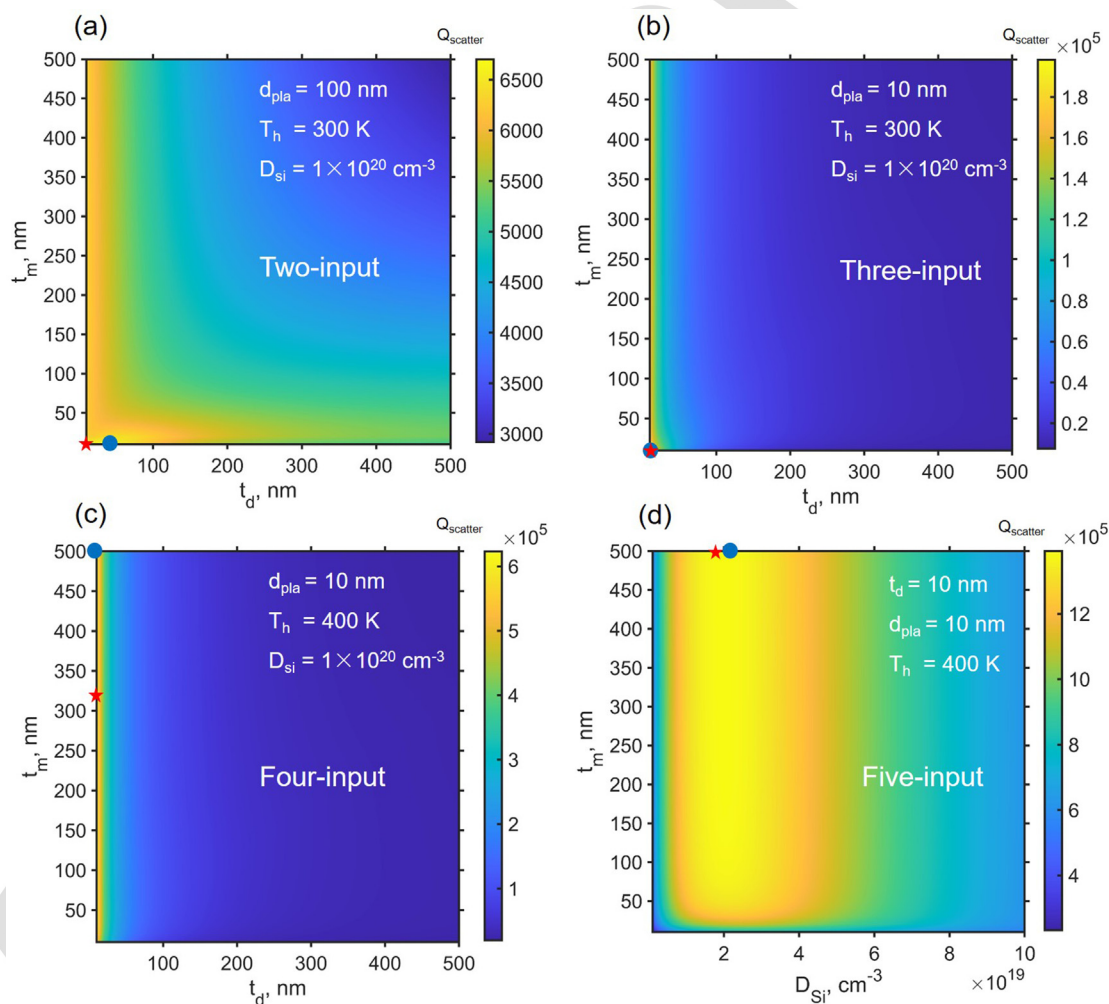 (a)
Q_scatter
500
450
400
350
300
250
200
150
100
50
t_m, nm
d_pla = 100 nm
T_h = 300 K
D_si = 1×10^20 cm^-3
Two-input
100 200 300 400 500
t_d, nm
6500
6000
5500
5000
4500
4000
3500
3000
(b)
Q_scatter
×10^5
500
450
400
350
300
250
200
150
100
50
t_m, nm
d_pla = 10 nm
T_h = 300 K
D_si = 1×10^20 cm^-3
Three-input
100 200 300 400 500
t_d, nm
1.8
1.6
1.4
1.2
1
0.8
0.6
0.4
0.2
(c)
Q_scatter
×10^5
500
450
400
350
300
250
200
150
100
50
t_m, nm
d_pla = 10 nm
T_h = 400 K
D_si = 1×10^20 cm^-3
Four-input
100 200 300 400 500
t_d, nm
6
5
4
3
2
1
(d)
Q_scatter
×10^5
500
450
400
350
300
250
200
150
100
50
t_m, nm
t_d = 10 nm
d_pla = 10 nm
T_h = 400 K
Five-input
2 4 6 8 10
D_Si, cm^-3
×10^19
12
10
8
6
4